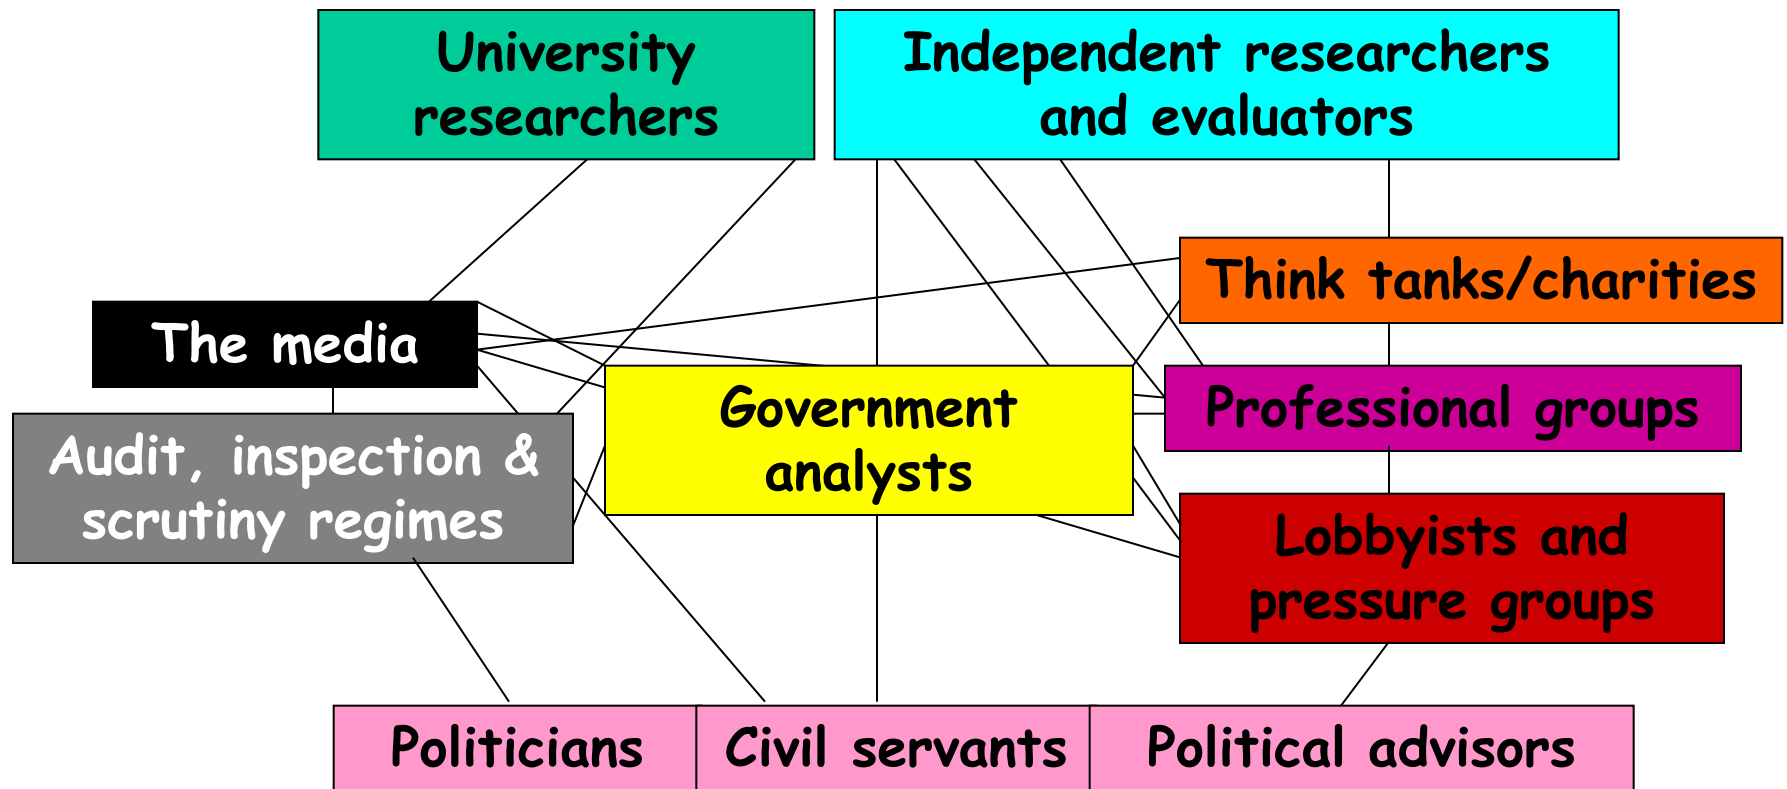 University
researchers
Independent researchers
and evaluators
Think tanks/charities
The media
Government
analysts
Professional groups
Audit, inspection &
scrutiny regimes
Lobbyists and
pressure groups
Politicians
Civil servants
Political advisors